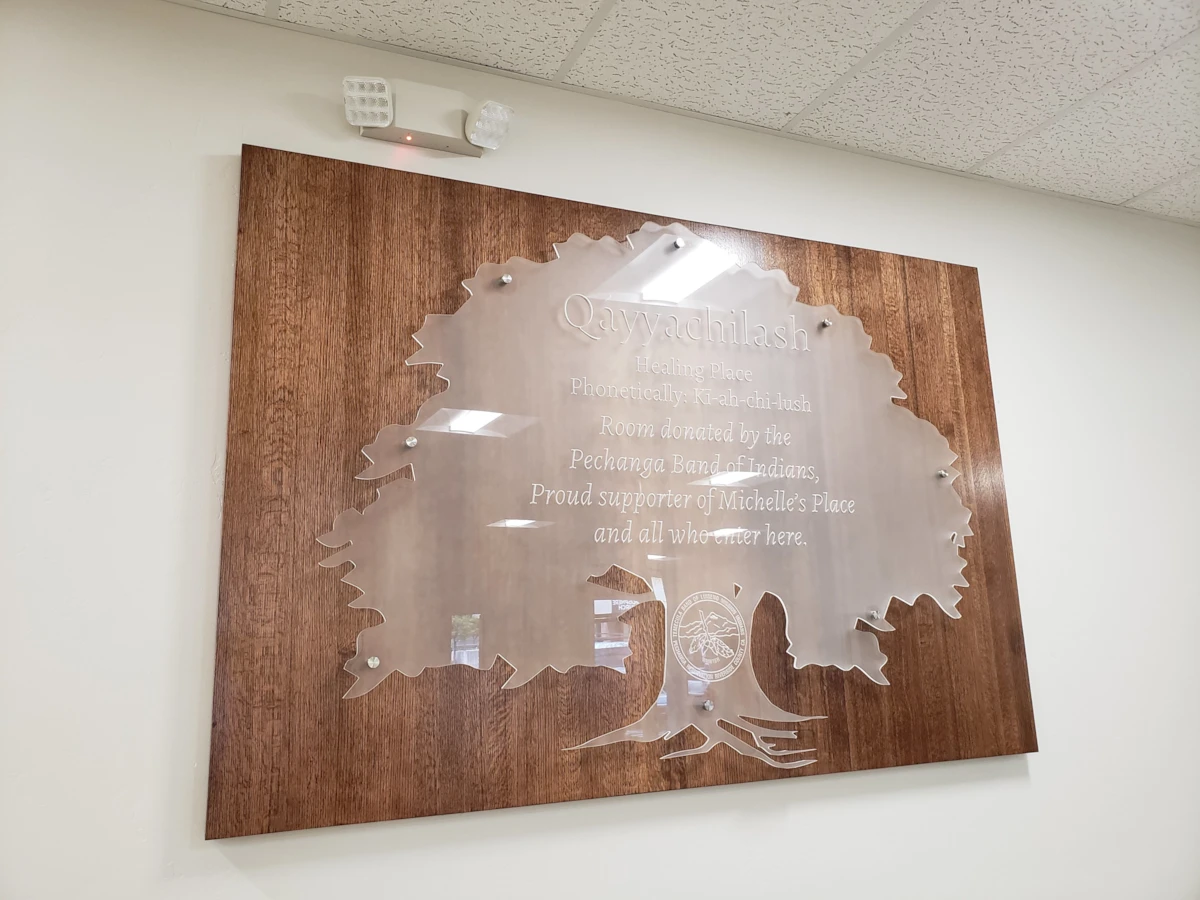 Qayyachilash
Healing Place
Phonetically: Ki-ah-chi-lush
Room donated by the
Pechanga Band of Indians,
Proud supporter of Michelle's Place
and all who enter here.